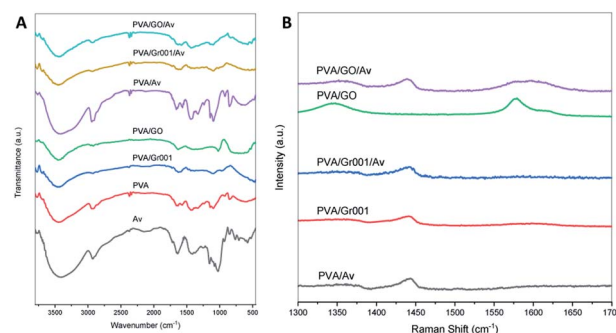 A
PVA/GO/Av
PVA/Gr001/Av
PVA/Av
PVA/GO
PVA/Gr001
PVA
Av
Transmittance (a.u.)
3500 3000 2500 2000 1500 1000 500
Wavenumber (cm-1)
B
PVA/GO/Av
PVA/GO
PVA/Gr001/Av
PVA/Gr001
PVA/Av
Intensity (a.u.)
1300 1350 1400 1450 1500 1550 1600 1650 1700
Raman Shift (cm-1)